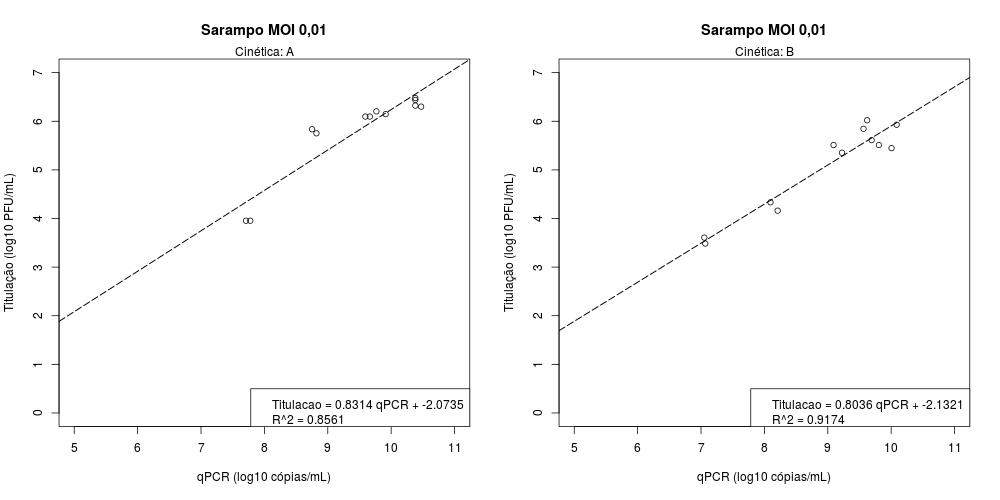 Sarampo MOI 0,01
Cinética: A
Titulação (log10 PFU/mL)
7
6
5
4
3
2
1
0
Titulacao = 0.8314 qPCR + -2.0735
R^2 = 0.8561
5 6 7 8 9 10 11
qPCR (log10 cópias/mL)
Sarampo MOI 0,01
Cinética: B
Titulação (log10 PFU/mL)
7
6
5
4
3
2
1
0
Titulacao = 0.8036 qPCR + -2.1321
R^2 = 0.9174
5 6 7 8 9 10 11
qPCR (log10 cópias/mL)